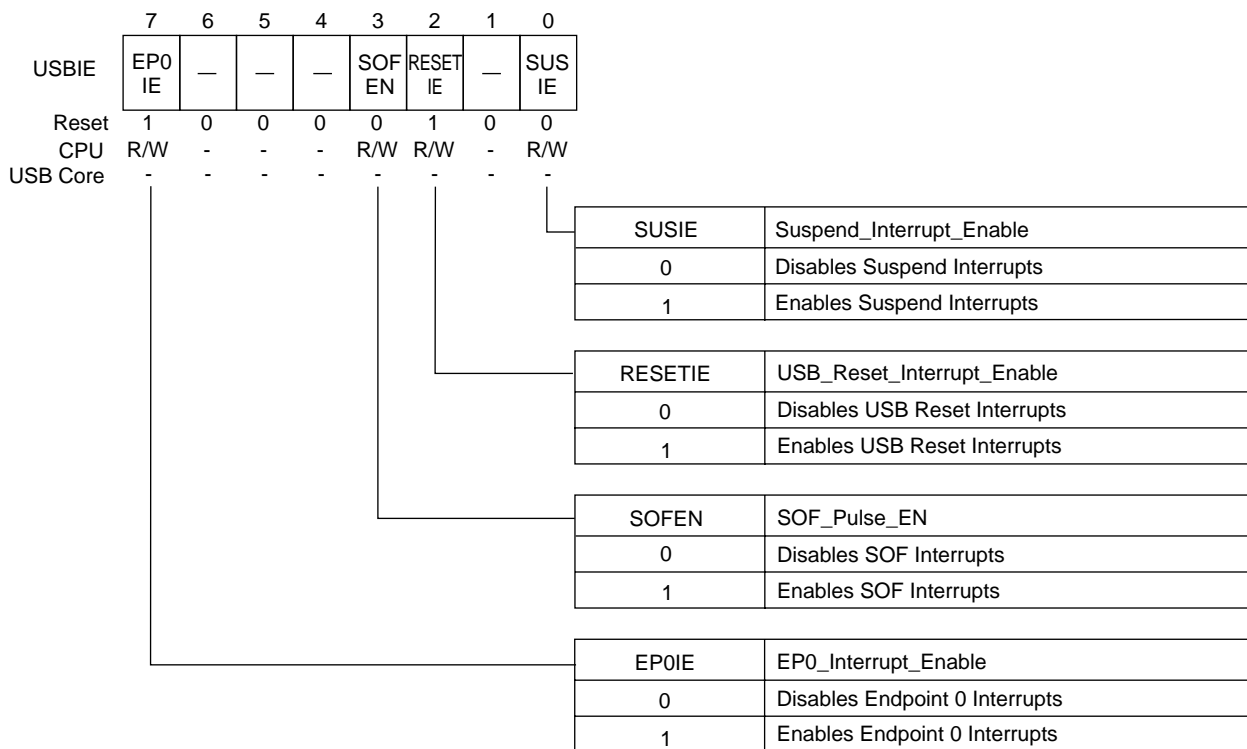 7 6 5 4 3 2 1 0
USBIE EP0 IE — — — SOF EN RESET IE — SUS IE
Reset 1 0 0 0 0 1 0 0
CPU R/W - - - R/W R/W - R/W
USB Core - - - - - - - -
SUSIE Suspend_Interrupt_Enable
0 Disables Suspend Interrupts
1 Enables Suspend Interrupts
RESETIE USB_Reset_Interrupt_Enable
0 Disables USB Reset Interrupts
1 Enables USB Reset Interrupts
SOFEN SOF_Pulse_EN
0 Disables SOF Interrupts
1 Enables SOF Interrupts
EP0IE EP0_Interrupt_Enable
0 Disables Endpoint 0 Interrupts
1 Enables Endpoint 0 Interrupts